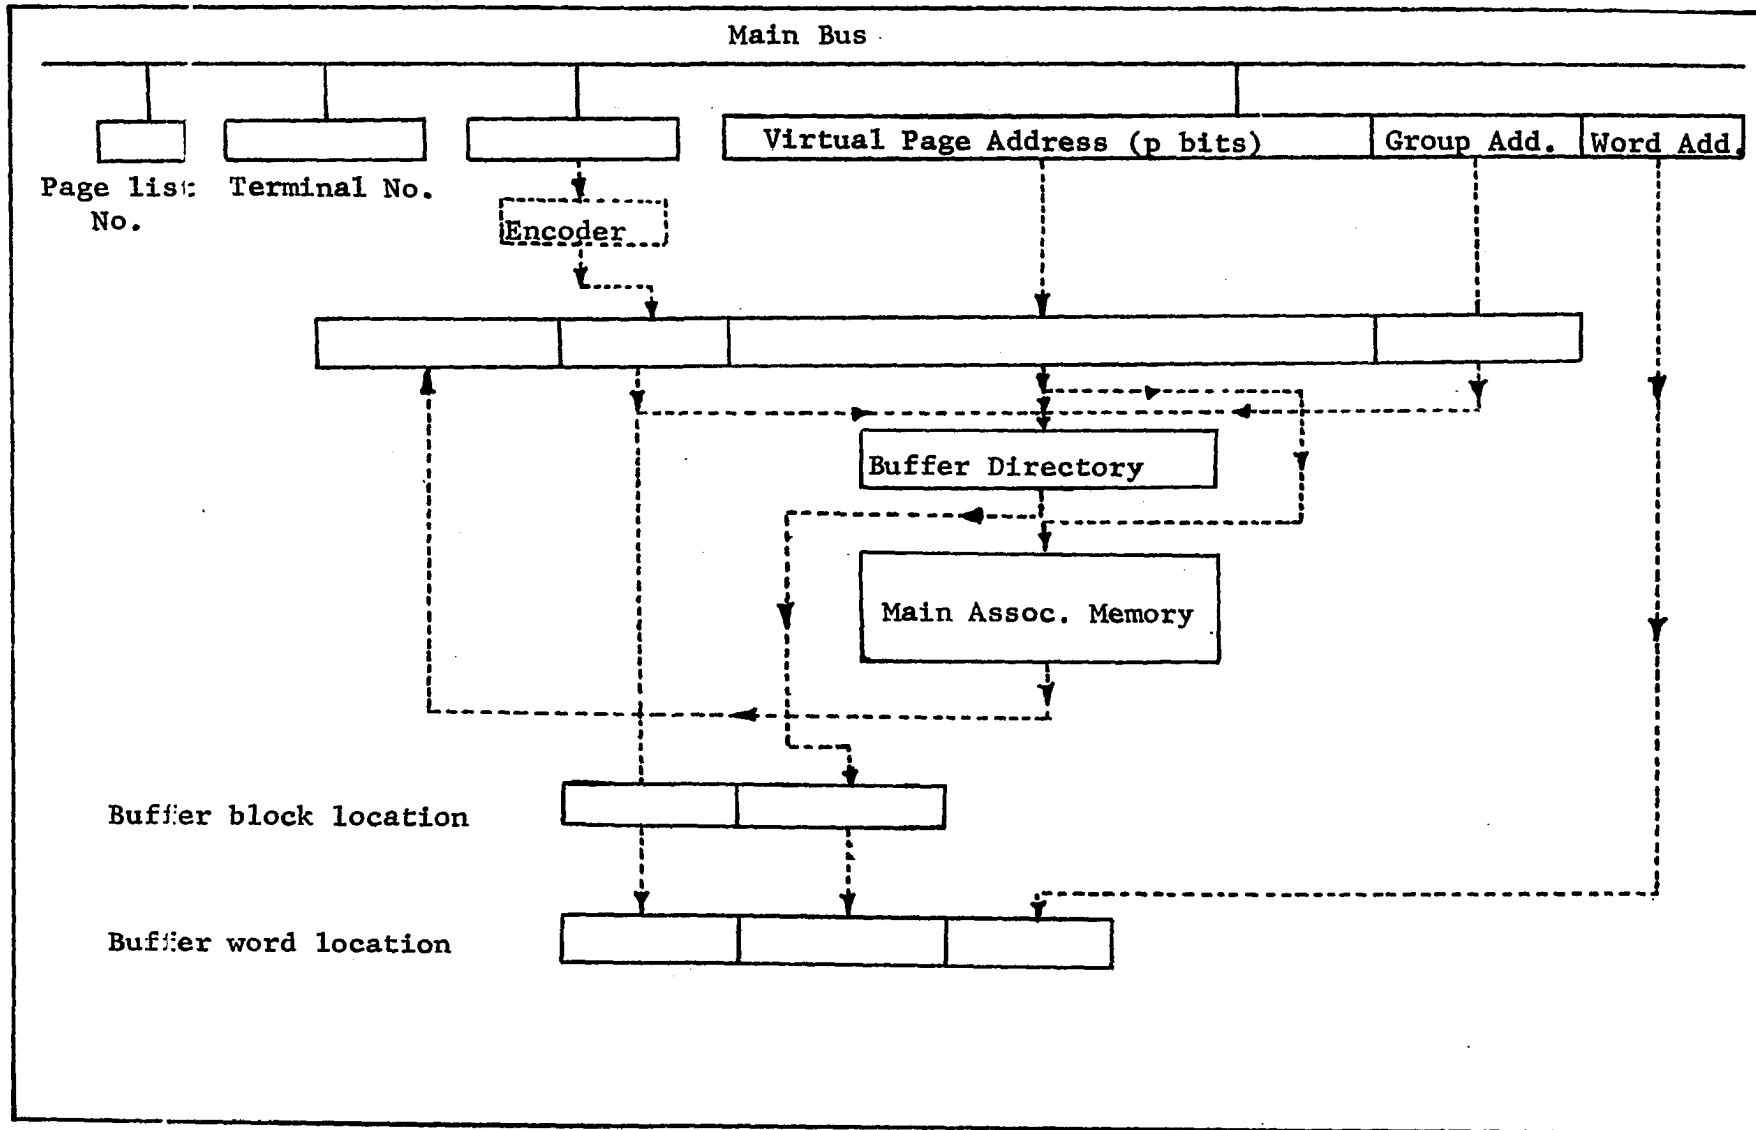 Main Bus
Virtual Page Address (p bits)
Group Add.
Word Add.
Page list
No.
Terminal No.
Encoder
Buffer Directory
Main Assoc. Memory
Buffer block location
Buffer word location